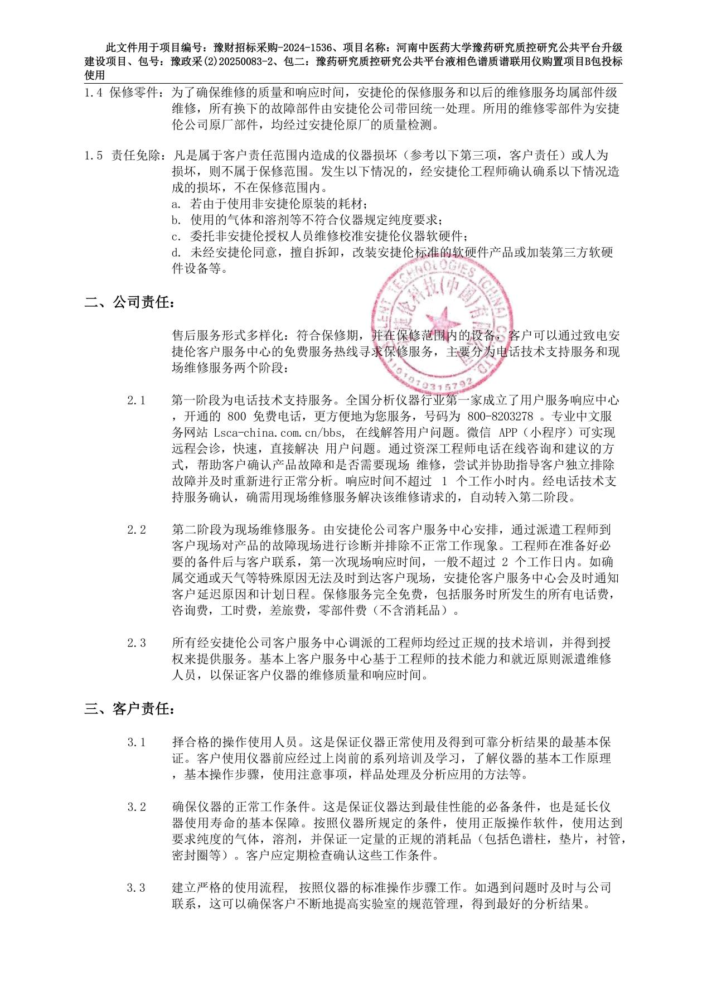 此文件用于项目编号：豫财招标采购-2024-1536、项目名称：河南中医药大学豫药研究质控研究公共平台升级
建设项目、包号：豫政采(2)20250083-2、包二：豫药研究质控研究公共平台液相色谱质谱联用仪购置项目B包投标
使用
1.4 保修零件：为了确保维修的质量和响应时间，安捷伦的保修服务和以后的维修服务均属部件级
维修，所有换下的故障部件由安捷伦公司带回统一处理。所用的维修零部件为安捷
伦公司原厂部件，均经过安捷伦原厂的质量检测。
1.5 责任免除：凡是属于客户责任范围内造成的仪器损坏（参考以下第三项，客户责任）或人为
损坏，则不属于保修范围。发生以下情况的，经安捷伦工程师确认确系以下情况造
成的损坏，不在保修范围内。
a. 若由于使用非安捷伦原装的耗材；
b. 使用的气体和溶剂等不符合仪器规定纯度要求；
c. 委托非安捷伦授权人员维修校准安捷伦仪器软硬件；
d. 未经安捷伦同意，擅自拆卸，改装安捷伦标准的软硬件产品或加装第三方软硬
件设备等。
AGILENT TECHNOLOGIES (CHINA) CO., LTD.
安捷伦科技(中国)有限公司
1101010315792
二、公司责任：
售后服务形式多样化：符合保修期，并在保修范围内的设备，客户可以通过致电安
捷伦客户服务中心的免费服务热线寻求保修服务，主要分为电话技术支持服务和现
场维修服务两个阶段：
2.1 第一阶段为电话技术支持服务。全国分析仪器行业第一家成立了用户服务响应中心
，开通的 800 免费电话，更方便地为您服务，号码为 800-8203278 。专业中文服
务网站 Lsca-china.com.cn/bbs, 在线解答用户问题。微信 APP（小程序）可实现
远程会诊，快速，直接解决 用户问题。通过资深工程师电话在线咨询和建议的方
式，帮助客户确认产品故障和是否需要现场 维修，尝试并协助指导客户独立排除
故障并及时重新进行正常分析。响应时间不超过 1 个工作小时内。经电话技术支
持服务确认，确需用现场维修服务解决该维修请求的，自动转入第二阶段。
2.2 第二阶段为现场维修服务。由安捷伦公司客户服务中心安排，通过派遣工程师到
客户现场对产品的故障现场进行诊断并排除不正常工作现象。工程师在准备好必
要的备件后与客户联系，第一次现场响应时间，一般不超过 2 个工作日内。如确
属交通或天气等特殊原因无法及时到达客户现场，安捷伦客户服务中心会及时通知
客户延迟原因和计划日程。保修服务完全免费，包括服务时所发生的所有电话费，
咨询费，工时费，差旅费，零部件费（不含消耗品）。
2.3 所有经安捷伦公司客户服务中心调派的工程师均经过正规的技术培训，并得到授
权来提供服务。基本上客户服务中心基于工程师的技术能力和就近原则派遣维修
人员，以保证客户仪器的维修质量和响应时间。
三、客户责任：
3.1 择合格的操作使用人员。这是保证仪器正常使用及得到可靠分析结果的最基本保
证。客户使用仪器前应经过上岗前的系列培训及学习，了解仪器的基本工作原理
，基本操作步骤，使用注意事项，样品处理及分析应用的方法等。
3.2 确保仪器的正常工作条件。这是保证仪器达到最佳性能的必备条件，也是延长仪
器使用寿命的基本保障。按照仪器所规定的条件，使用正版操作软件，使用达到
要求纯度的气体，溶剂，并保证一定量的正规的消耗品（包括色谱柱，垫片，衬管，
密封圈等）。客户应定期检查确认这些工作条件。
3.3 建立严格的使用流程, 按照仪器的标准操作步骤工作。如遇到问题时及时与公司
联系，这可以确保客户不断地提高实验室的规范管理，得到最好的分析结果。